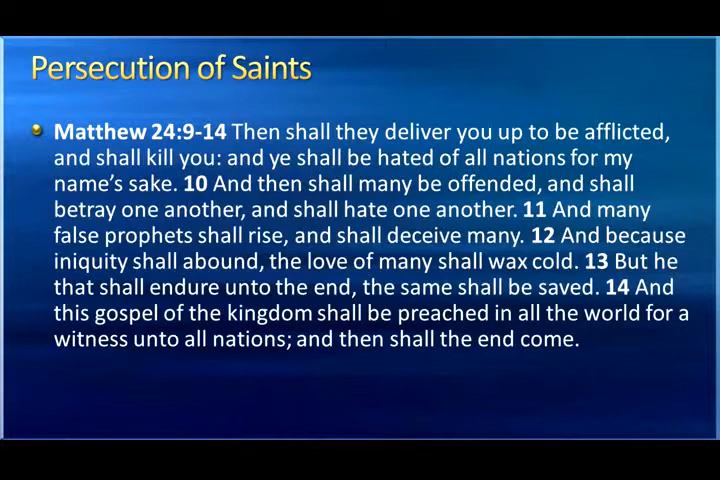 Persecution of Saints
Matthew 24:9-14 Then shall they deliver you up to be afflicted,
and shall kill you: and ye shall be hated of all nations for my
name’s sake. 10 And then shall many be offended, and shall
betray one another, and shall hate one another. 11 And many
false prophets shall rise, and shall deceive many. 12 And because
iniquity shall abound, the love of many shall wax cold. 13 But he
that shall endure unto the end, the same shall be saved. 14 And
this gospel of the kingdom shall be preached in all the world for a
witness unto all nations; and then shall the end come.